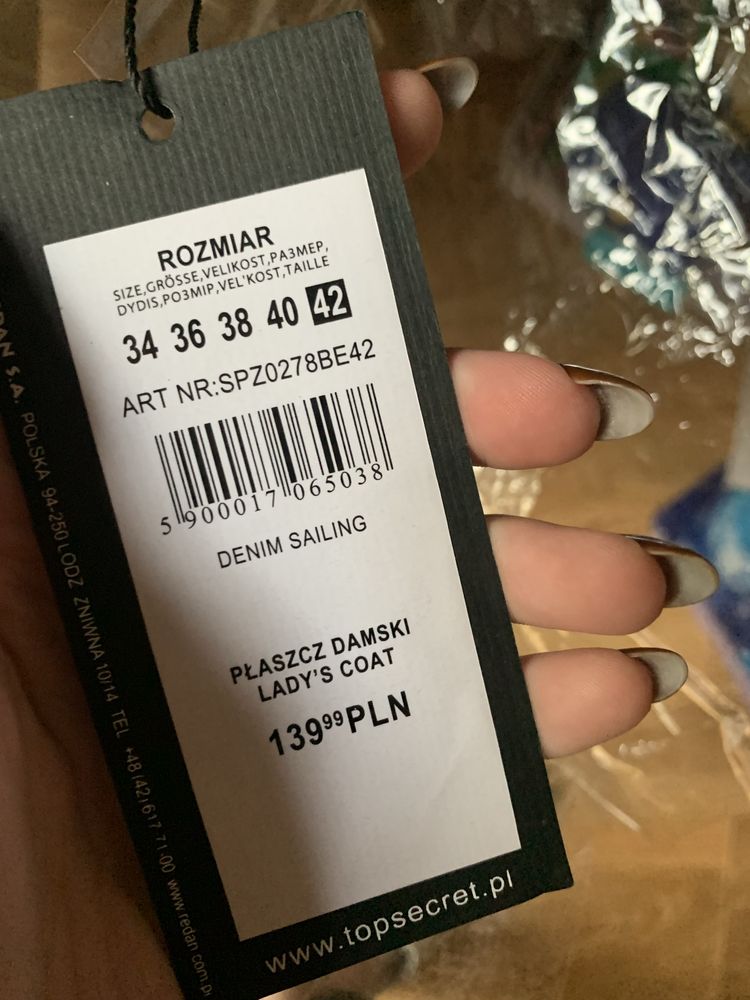 ROZMIAR
SIZE,GRÖSSE,VELIKOST,РАЗМЕР,
DYDIS,РОЗМІР,VEL'KOST,TAILLE
34 36 38 40 42
ART NR:SPZ0278BE42
5 900017 065038
DENIM SAILING
PŁASZCZ DAMSKI
LADY'S COAT
139⁹⁹PLN
www.topsecret.pl
REDAN S.A. POLSKA 94-250 LODZ ZNIWNA 10/14 TEL +48 (42) 617-71-00 www.redan.com.pl